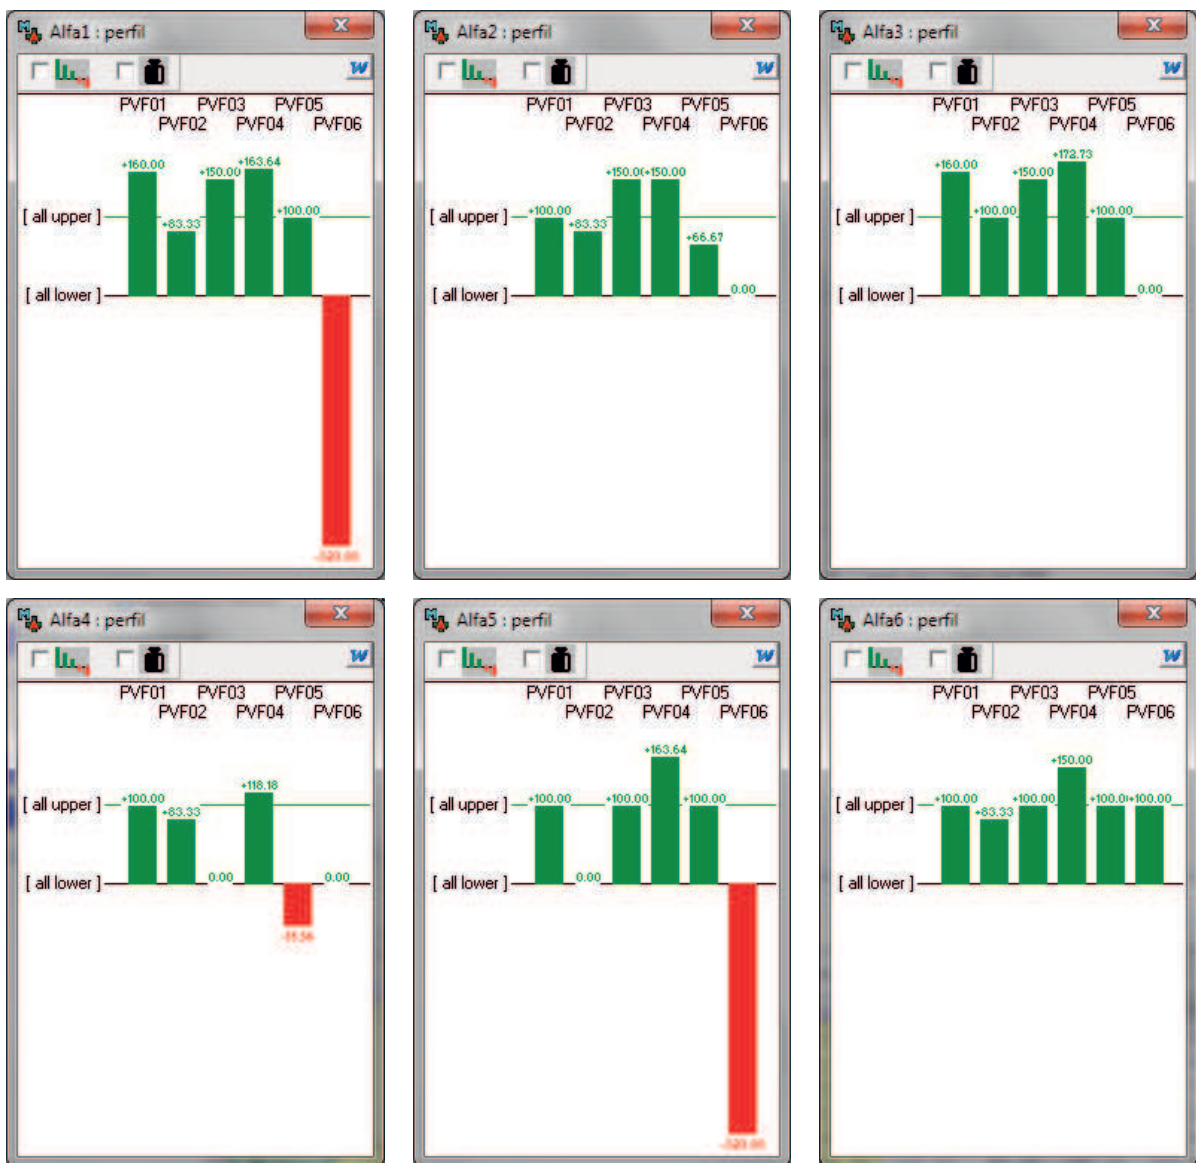 Alfa1 : perfil
PVF01 PVF03 PVF05
PVF02 PVF04 PVF06
+160.00 +83.33 +150.00 +163.64 +100.00
[ all upper ]
[ all lower ]
Alfa2 : perfil
PVF01 PVF03 PVF05
PVF02 PVF04 PVF06
+100.00 +83.33 +150.0 +150.00 +66.67 0.00
[ all upper ]
[ all lower ]
Alfa3 : perfil
PVF01 PVF03 PVF05
PVF02 PVF04 PVF06
+160.00 +100.00 +150.00 +172.73 +100.00 0.00
[ all upper ]
[ all lower ]
Alfa4 : perfil
PVF01 PVF03 PVF05
PVF02 PVF04 PVF06
+100.00 +83.33 0.00 +118.18 0.00
[ all upper ]
[ all lower ]
Alfa5 : perfil
PVF01 PVF03 PVF05
PVF02 PVF04 PVF06
+100.00 0.00 +100.00 +163.64 +100.00
[ all upper ]
[ all lower ]
Alfa6 : perfil
PVF01 PVF03 PVF05
PVF02 PVF04 PVF06
+100.00 +83.33 +100.00 +150.00 +100.0 +100.00
[ all upper ]
[ all lower ]